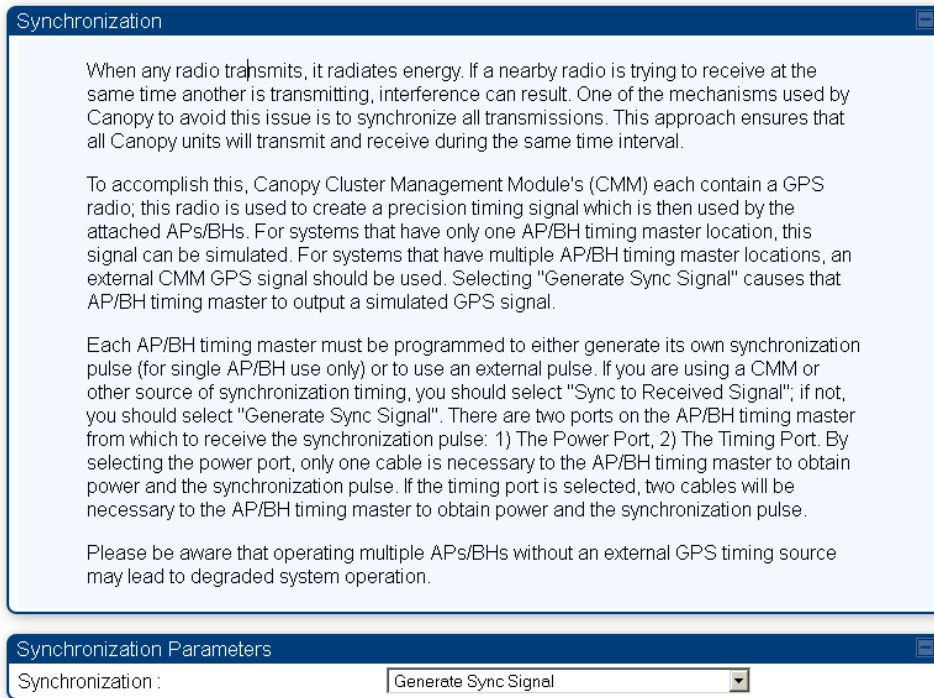 Synchronization
When any radio transmits, it radiates energy. If a nearby radio is trying to receive at the
same time another is transmitting, interference can result. One of the mechanisms used by
Canopy to avoid this issue is to synchronize all transmissions. This approach ensures that
all Canopy units will transmit and receive during the same time interval.
To accomplish this, Canopy Cluster Management Module's (CMM) each contain a GPS
radio; this radio is used to create a precision timing signal which is then used by the
attached APs/BHs. For systems that have only one AP/BH timing master location, this
signal can be simulated. For systems that have multiple AP/BH timing master locations, an
external CMM GPS signal should be used. Selecting "Generate Sync Signal" causes that
AP/BH timing master to output a simulated GPS signal.
Each AP/BH timing master must be programmed to either generate its own synchronization
pulse (for single AP/BH use only) or to use an external pulse. If you are using a CMM or
other source of synchronization timing, you should select "Sync to Received Signal"; if not,
you should select "Generate Sync Signal". There are two ports on the AP/BH timing master
from which to receive the synchronization pulse: 1) The Power Port, 2) The Timing Port. By
selecting the power port, only one cable is necessary to the AP/BH timing master to obtain
power and the synchronization pulse. If the timing port is selected, two cables will be
necessary to the AP/BH timing master to obtain power and the synchronization pulse.
Please be aware that operating multiple APs/BHs without an external GPS timing source
may lead to degraded system operation.
Synchronization Parameters
Synchronization : Generate Sync Signal